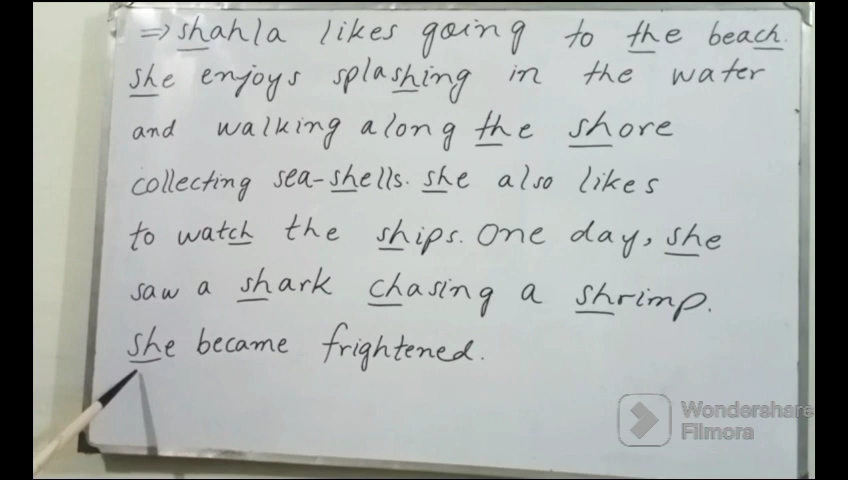 ⇒ shahla likes going to the beach.
she enjoys splashing in the water
and walking along the shore
collecting sea-shells. she also likes
to watch the ships. One day, she
saw a shark chasing a shrimp.
she became frightened.
Wondershare
Filmora